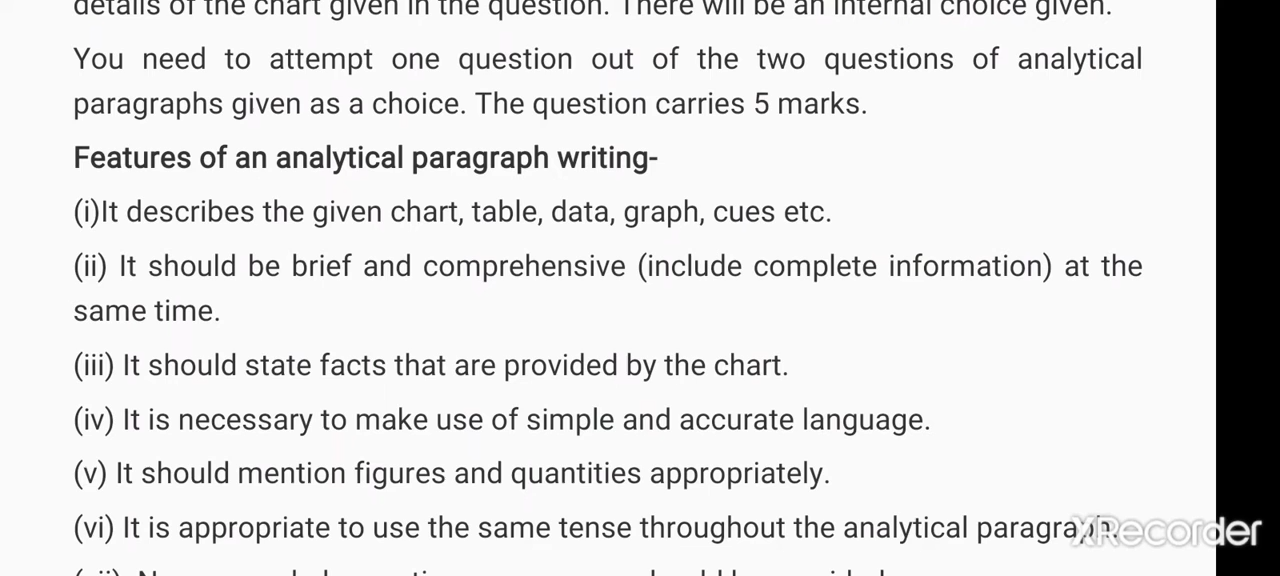 details of the chart given in the question. There will be an internal choice given.
You need to attempt one question out of the two questions of analytical
paragraphs given as a choice. The question carries 5 marks.
Features of an analytical paragraph writing-
(i)It describes the given chart, table, data, graph, cues etc.
(ii) It should be brief and comprehensive (include complete information) at the
same time.
(iii) It should state facts that are provided by the chart.
(iv) It is necessary to make use of simple and accurate language.
(v) It should mention figures and quantities appropriately.
(vi) It is appropriate to use the same tense throughout the analytical paragraph.
XRecorder